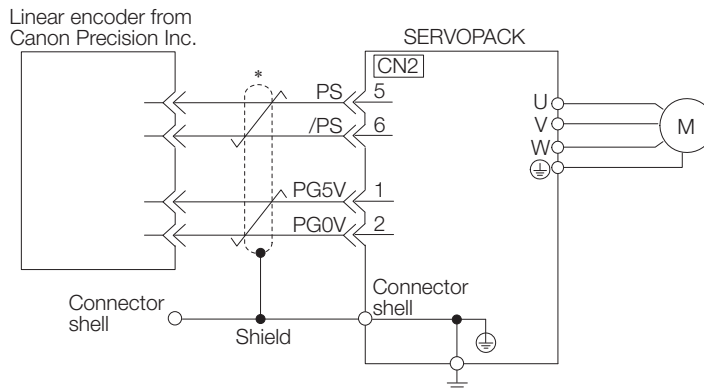 Linear encoder from
Canon Precision Inc.
SERVOPACK
CN2
*
PS 5
/PS 6
PG5V 1
PG0V 2
U
V
W
M
Connector
shell
Shield
Connector
shell